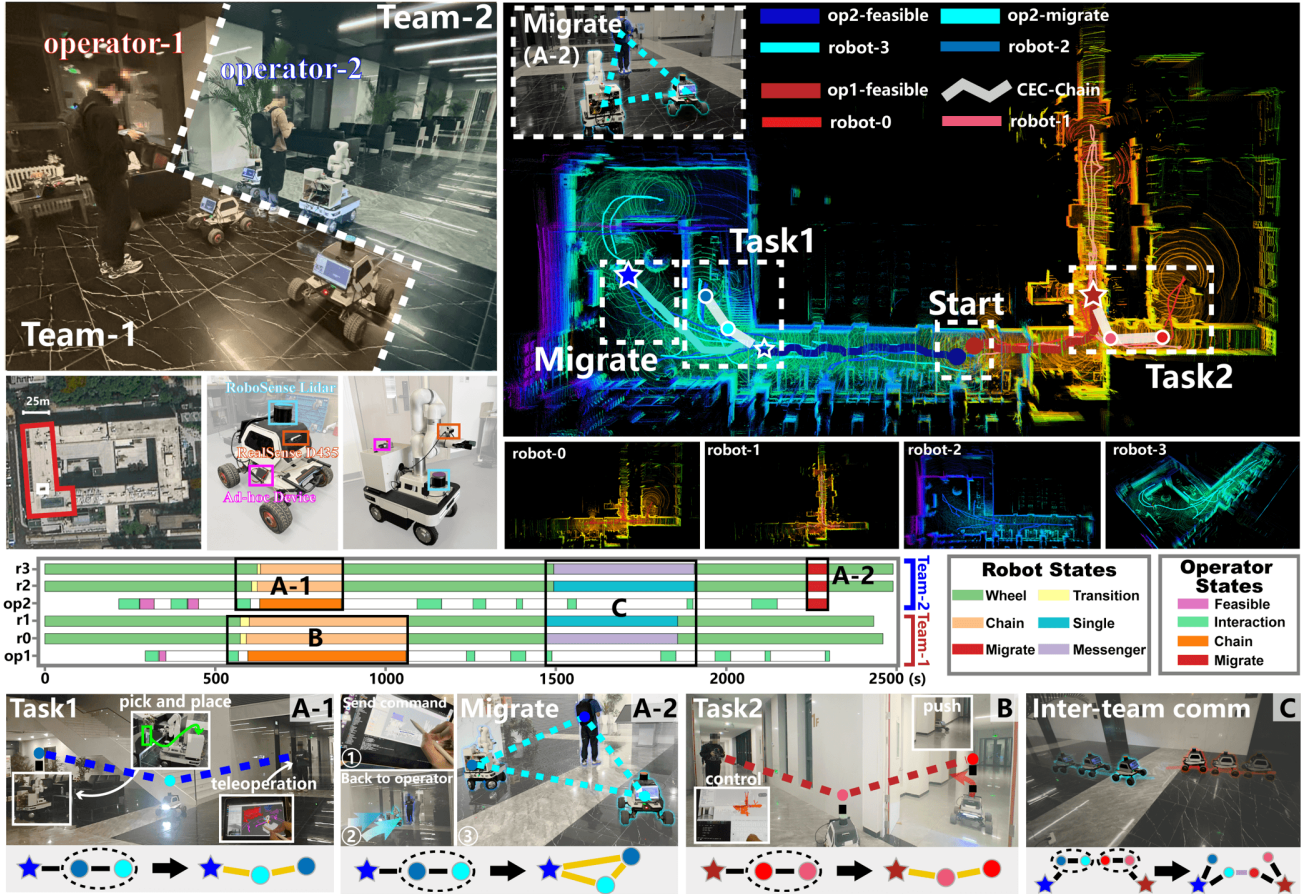 Team-2
operator-1
operator-2
Team-1
Migrate
(A-2)
op2-feasible
op2-migrate
robot-3
robot-2
op1-feasible
CEC-Chain
robot-0
robot-1
Task1
Start
Migrate
Task2
25m
RoboSense Lidar
RealSense D435
Ad-hoc Device
robot-0
robot-1
robot-2
robot-3
r3
r2
op2
r1
r0
op1
A-1
B
C
A-2
Team-2
Team-1
0
500
1000
1500
2000
2500 (s)
Robot States
Wheel
Transition
Chain
Single
Migrate
Messenger
Operator
States
Feasible
Interaction
Chain
Migrate
Task1
pick and place
A-1
teleoperation
Send command
①
Back to operator
②
Migrate
A-2
③
Task2
push
B
control
Inter-team comm
C